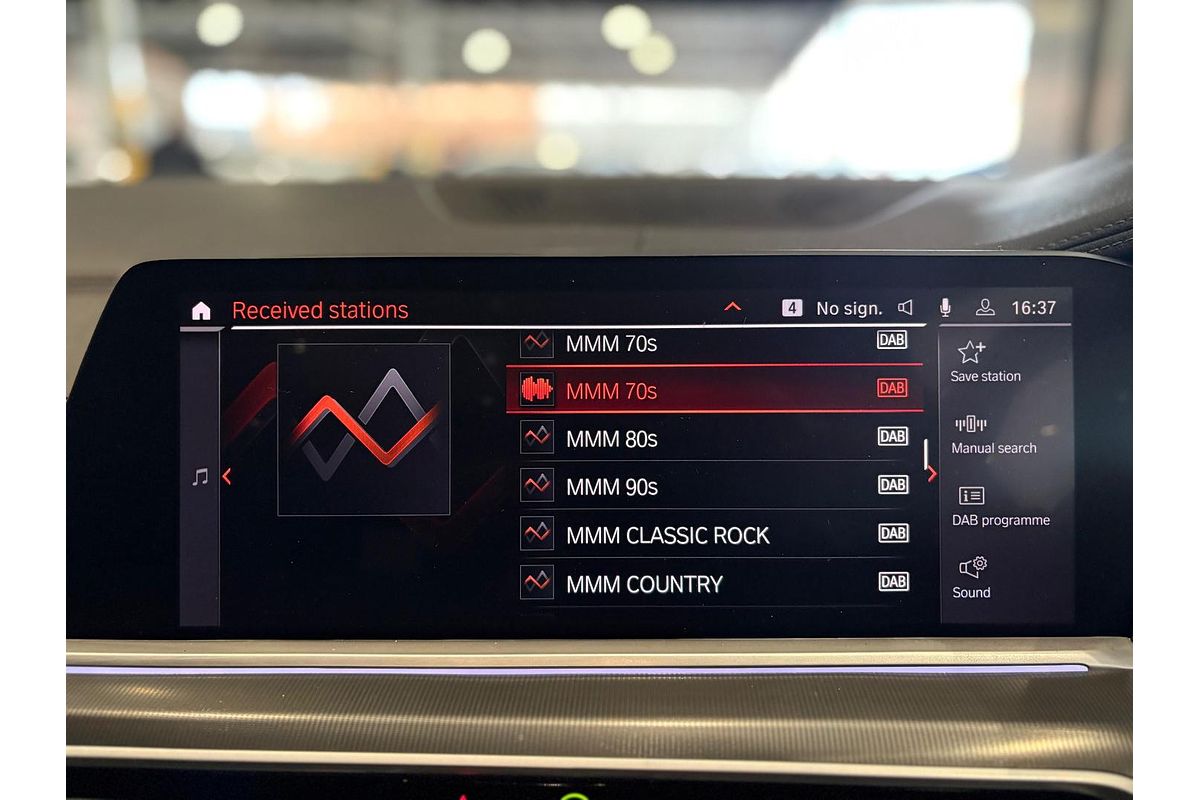 Received stations
4 No sign. 16:37
MMM 70s DAB
MMM 70s DAB
MMM 80s DAB
MMM 90s DAB
MMM CLASSIC ROCK DAB
MMM COUNTRY DAB
Save station
Manual search
DAB programme
Sound